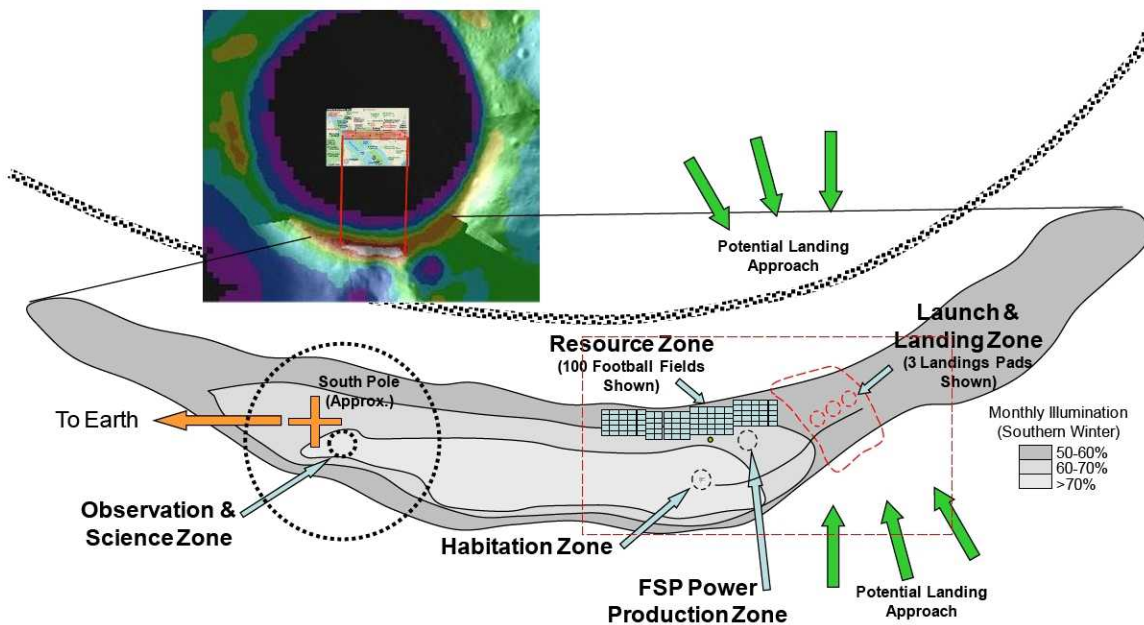 Potential Landing
Approach
Resource Zone
(100 Football Fields
Shown)
Launch &
Landing Zone
(3 Landings Pads
Shown)
South Pole
(Approx.)
To Earth
Monthly Illumination
(Southern Winter)
50-60%
60-70%
>70%
Observation &
Science Zone
Habitation Zone
FSP Power
Production Zone
Potential Landing
Approach